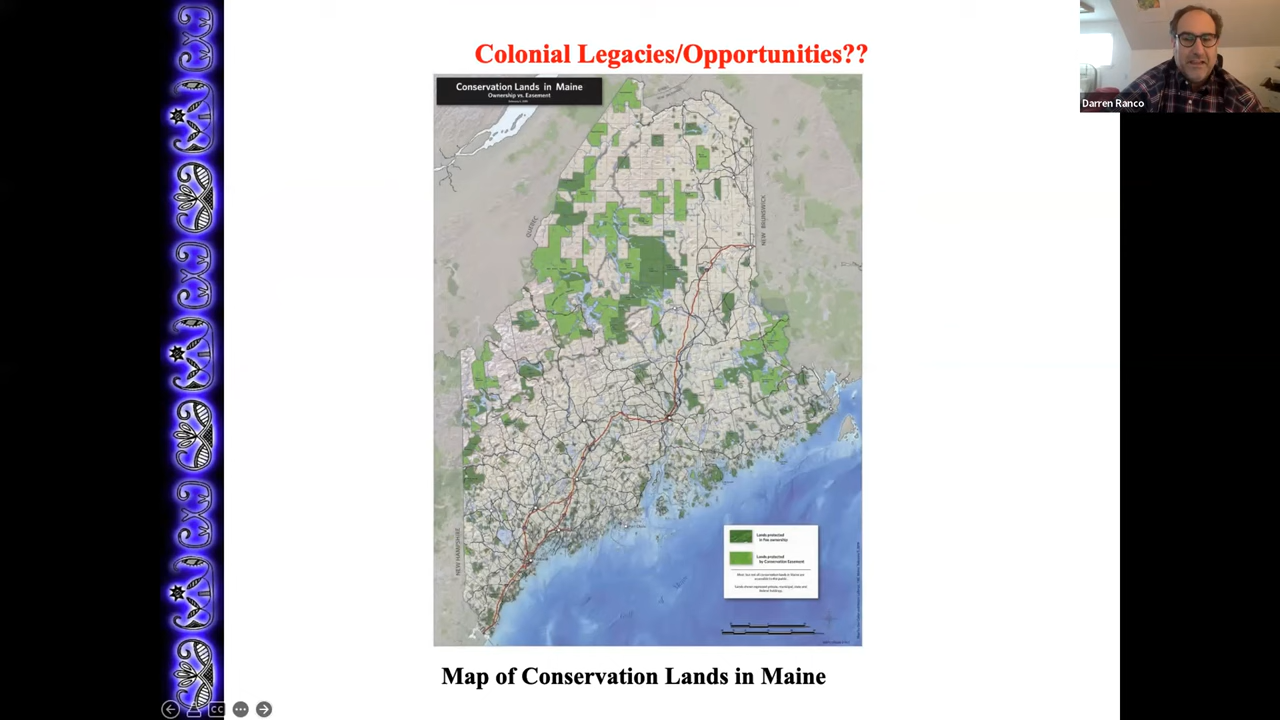 Colonial Legacies/Opportunities??
Conservation Lands in Maine
Ownership vs. Easement
Darren Ranco
QUEBEC
NEW BRUNSWICK
NEW HAMPSHIRE
Lands protected
in fee ownership
Lands protected
by Conservation Easement
Map of Conservation Lands in Maine
CC